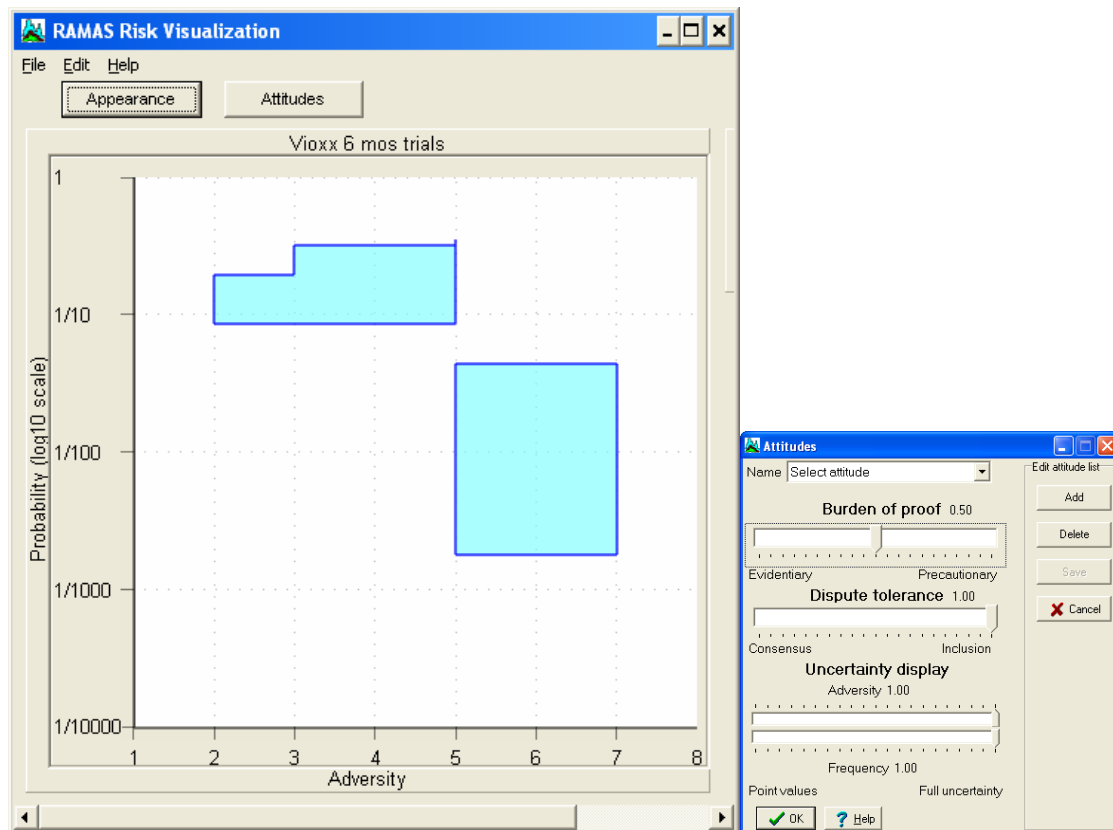 RAMAS Risk Visualization
File Edit Help
Appearance Attitudes
Vioxx 6 mos trials
Probability (log10 scale)
1
1/10
1/100
1/1000
1/10000
1 2 3 4 5 6 7 8
Adversity
Attitudes
Name Select attitude
Edit attitude list
Burden of proof 0.50
Add
Delete
Evidentiary Precautionary
Save
Dispute tolerance 1.00
Cancel
Consensus Inclusion
Uncertainty display
Adversity 1.00
Frequency 1.00
Point values Full uncertainty
OK ? Help